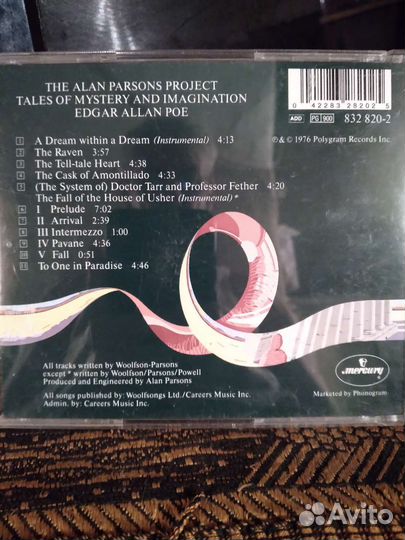 THE ALAN PARSONS PROJECT
TALES OF MYSTERY AND IMAGINATION
EDGAR ALLAN POE
0 42283 28202 5
ADD PG 900 832 820-2
1 A Dream within a Dream (Instrumental) 4:13
2 The Raven 3:57
3 The Tell-tale Heart 4:38
4 The Cask of Amontillado 4:33
5 (The System of) Doctor Tarr and Professor Fether 4:20
The Fall of the House of Usher (Instrumental)*
6 I Prelude 7:02
7 II Arrival 2:39
8 III Intermezzo 1:00
9 IV Pavane 4:36
10 V Fall 0:51
11 To One in Paradise 4:46
℗ & © 1976 Polygram Records Inc.
All tracks written by Woolfson-Parsons
except * written by Woolfson/Parsons/Powell
Produced and Engineered by Alan Parsons
All songs published by: Woolfsongs Ltd./Careers Music Inc.
Admin. by: Careers Music Inc.
mercury
Marketed by Phonogram
Avito